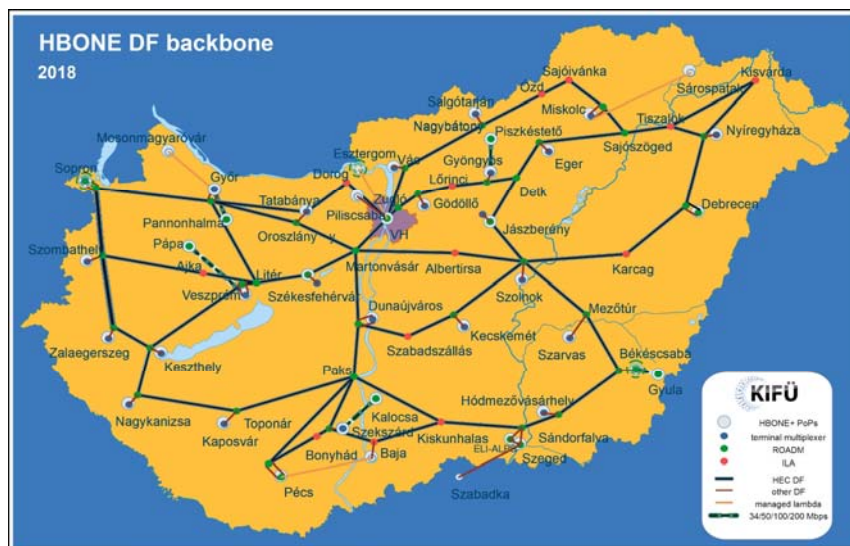 HBONE DF backbone
2018
Sajóivánka
Ózd
Kisvárda
Salgótarján
Miskolc
Sárospatak
Nagybátony
Piszkéstető
Tiszalök
Mosonmagyaróvár
Esztergom
Vác
Sajószöged
Nyíregyháza
Sopron
Gyöngyös
Eger
Győr
Dorog
Lőrinci
Tatabánya
Zugló
Gödöllő
Detk
Debrecen
Piliscsaba
Pannonhalma
VH
Jászberény
Oroszlány
Pápa
Szombathely
Martonvásár
Albertirsa
Karcag
Ajka
Litér
Veszprém
Székesfehérvár
Szolnok
Dunaújváros
Mezőtúr
Kecskemét
Zalaegerszeg
Szabadszállás
Szarvas
Keszthely
Békéscsaba
Paks
Gyula
Nagykanizsa
Kalocsa
Hódmezővásárhely
Toponár
Kaposvár
Szekszárd
Kiskunhalas
Sándorfalva
Bonyhád
Baja
ELI-ALPS
Szeged
Pécs
Szabadka
KIFÜ
HBONE+ PoPs
terminal multiplexer
ROADM
ILA
HEC DF
other DF
managed lambda
34/50/100/200 Mbps